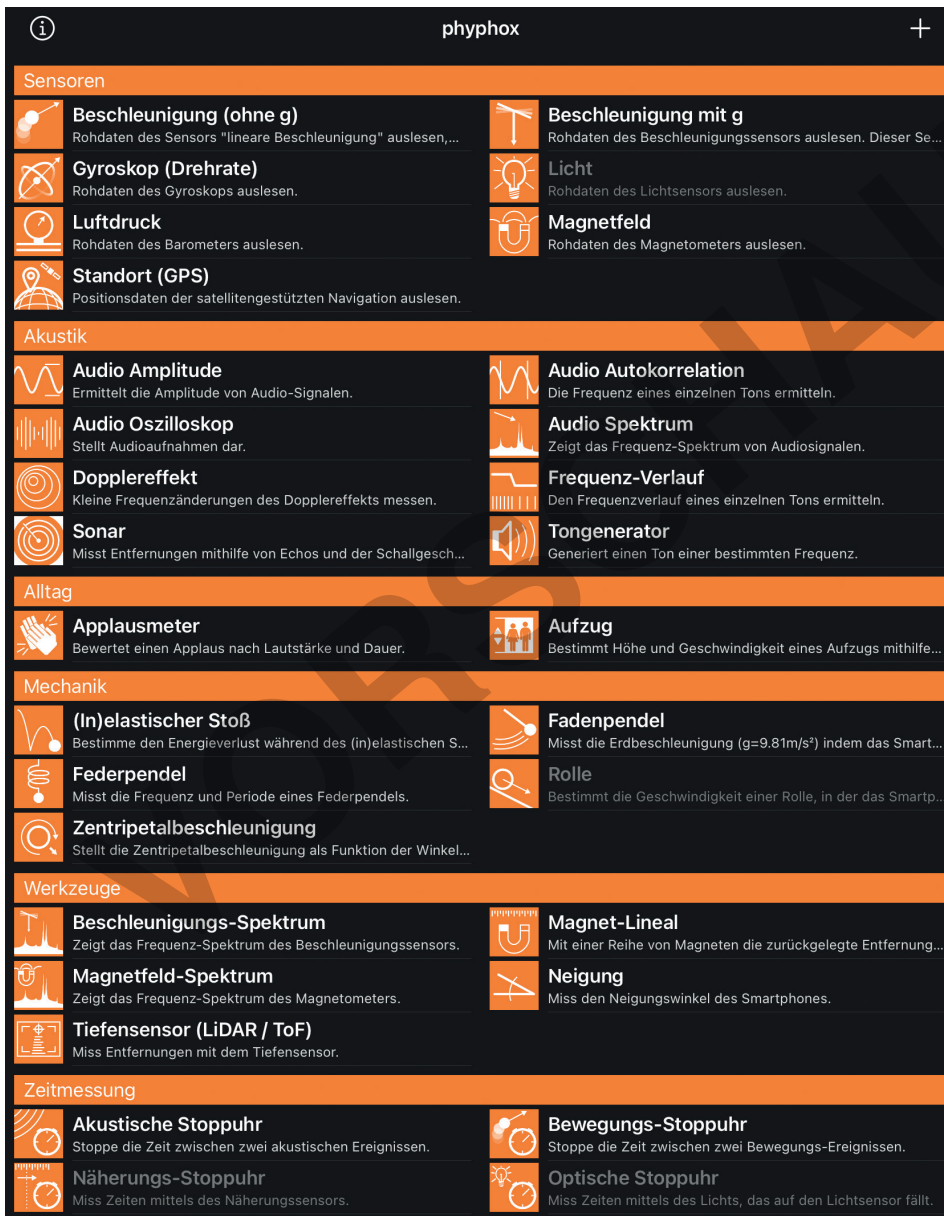 phyphox
Sensoren
Beschleunigung (ohne g)
Rohdaten des Sensors "lineare Beschleunigung" auslesen,...
Beschleunigung mit g
Rohdaten des Beschleunigungssensors auslesen. Dieser Se...
Gyroskop (Drehrate)
Rohdaten des Gyroskops auslesen.
Licht
Rohdaten des Lichtsensors auslesen.
Luftdruck
Rohdaten des Barometers auslesen.
Magnetfeld
Rohdaten des Magnetometers auslesen.
Standort (GPS)
Positionsdaten der satellitengestützten Navigation auslesen.
Akustik
Audio Amplitude
Ermittelt die Amplitude von Audio-Signalen.
Audio Autokorrelation
Die Frequenz eines einzelnen Tons ermitteln.
Audio Oszilloskop
Stellt Audioaufnahmen dar.
Audio Spektrum
Zeigt das Frequenz-Spektrum von Audiosignalen.
Dopplereffekt
Kleine Frequenzänderungen des Dopplereffekts messen.
Frequenz-Verlauf
Den Frequenzverlauf eines einzelnen Tons ermitteln.
Sonar
Misst Entfernungen mithilfe von Echos und der Schallgesch...
Tongenerator
Generiert einen Ton einer bestimmten Frequenz.
Alltag
Applausmeter
Bewertet einen Applaus nach Lautstärke und Dauer.
Aufzug
Bestimmt Höhe und Geschwindigkeit eines Aufzugs mithilfe...
Mechanik
(In)elastischer Stoß
Bestimme den Energieverlust während des (in)elastischen S...
Fadenpendel
Misst die Erdbeschleunigung (g=9.81m/s²) indem das Smart...
Federpendel
Misst die Frequenz und Periode eines Federpendels.
Rolle
Bestimmt die Geschwindigkeit einer Rolle, in der das Smartp...
Zentripetalbeschleunigung
Stellt die Zentripetalbeschleunigung als Funktion der Winkel...
Werkzeuge
Beschleunigungs-Spektrum
Zeigt das Frequenz-Spektrum des Beschleunigungssensors.
Magnet-Lineal
Mit einer Reihe von Magneten die zurückgelegte Entfernung...
Magnetfeld-Spektrum
Zeigt das Frequenz-Spektrum des Magnetometers.
Neigung
Miss den Neigungswinkel des Smartphones.
Tiefensensor (LiDAR / ToF)
Miss Entfernungen mit dem Tiefensensor.
Zeitmessung
Akustische Stoppuhr
Stoppe die Zeit zwischen zwei akustischen Ereignissen.
Bewegungs-Stoppuhr
Stoppe die Zeit zwischen zwei Bewegungs-Ereignissen.
Näherungs-Stoppuhr
Miss Zeiten mittels des Näherungssensors.
Optische Stoppuhr
Miss Zeiten mittels des Lichts, das auf den Lichtsensor fällt.
VORSCHAU